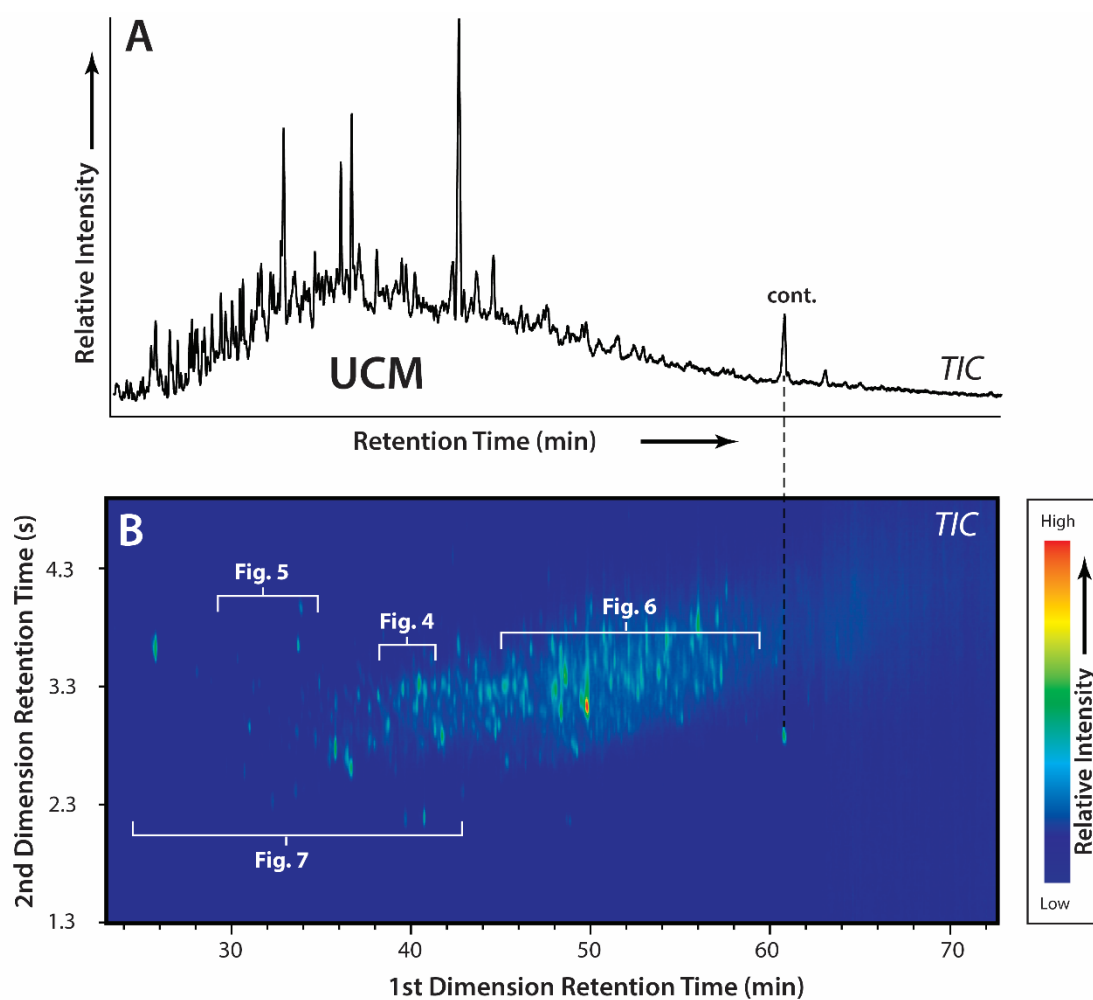 A
Relative Intensity
cont.
UCM
TIC
Retention Time (min)
B
TIC
2nd Dimension Retention Time (s)
4.3
3.3
2.3
1.3
Fig. 5
Fig. 4
Fig. 6
Fig. 7
30
40
50
60
70
1st Dimension Retention Time (min)
High
Relative Intensity
Low